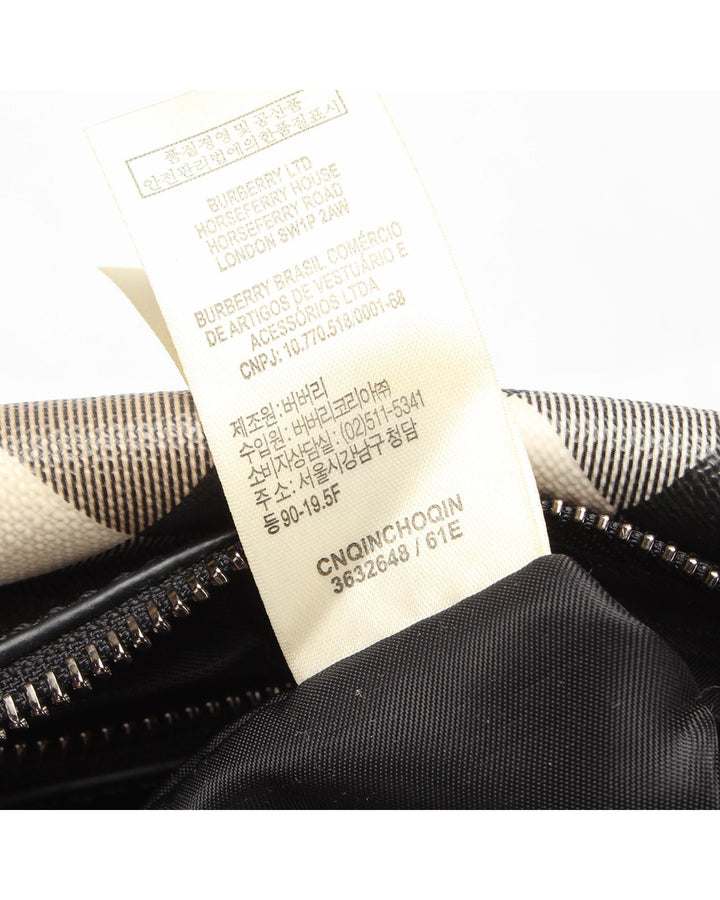 품질경영및 공산품
안전관리법에의한품질표시
BURBERRY LTD
HORSEFERRY HOUSE
HORSEFERRY ROAD
LONDON SW1P 2AW
BURBERRY BRASIL COMÉRCIO
DE ARTIGOS DE VESTUÁRIO E
ACESSÓRIOS LTDA
CNPJ: 10.770.518/0001-68
제조원: 버버리
수입원: 버버리코리아㈜
소비자상담실: (02)511-5341
주소: 서울시강남구 청담
동90-19.5F
CNQINCHOQIN
3632648 / 61E